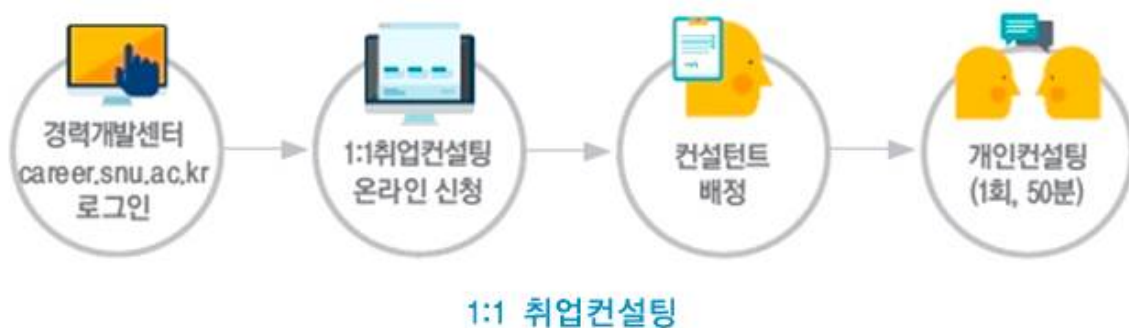 경력개발센터
career.snu.ac.kr
로그인
1:1취업컨설팅
온라인 신청
컨설턴트
배정
개인컨설팅
(1회, 50분)
1:1 취업컨설팅